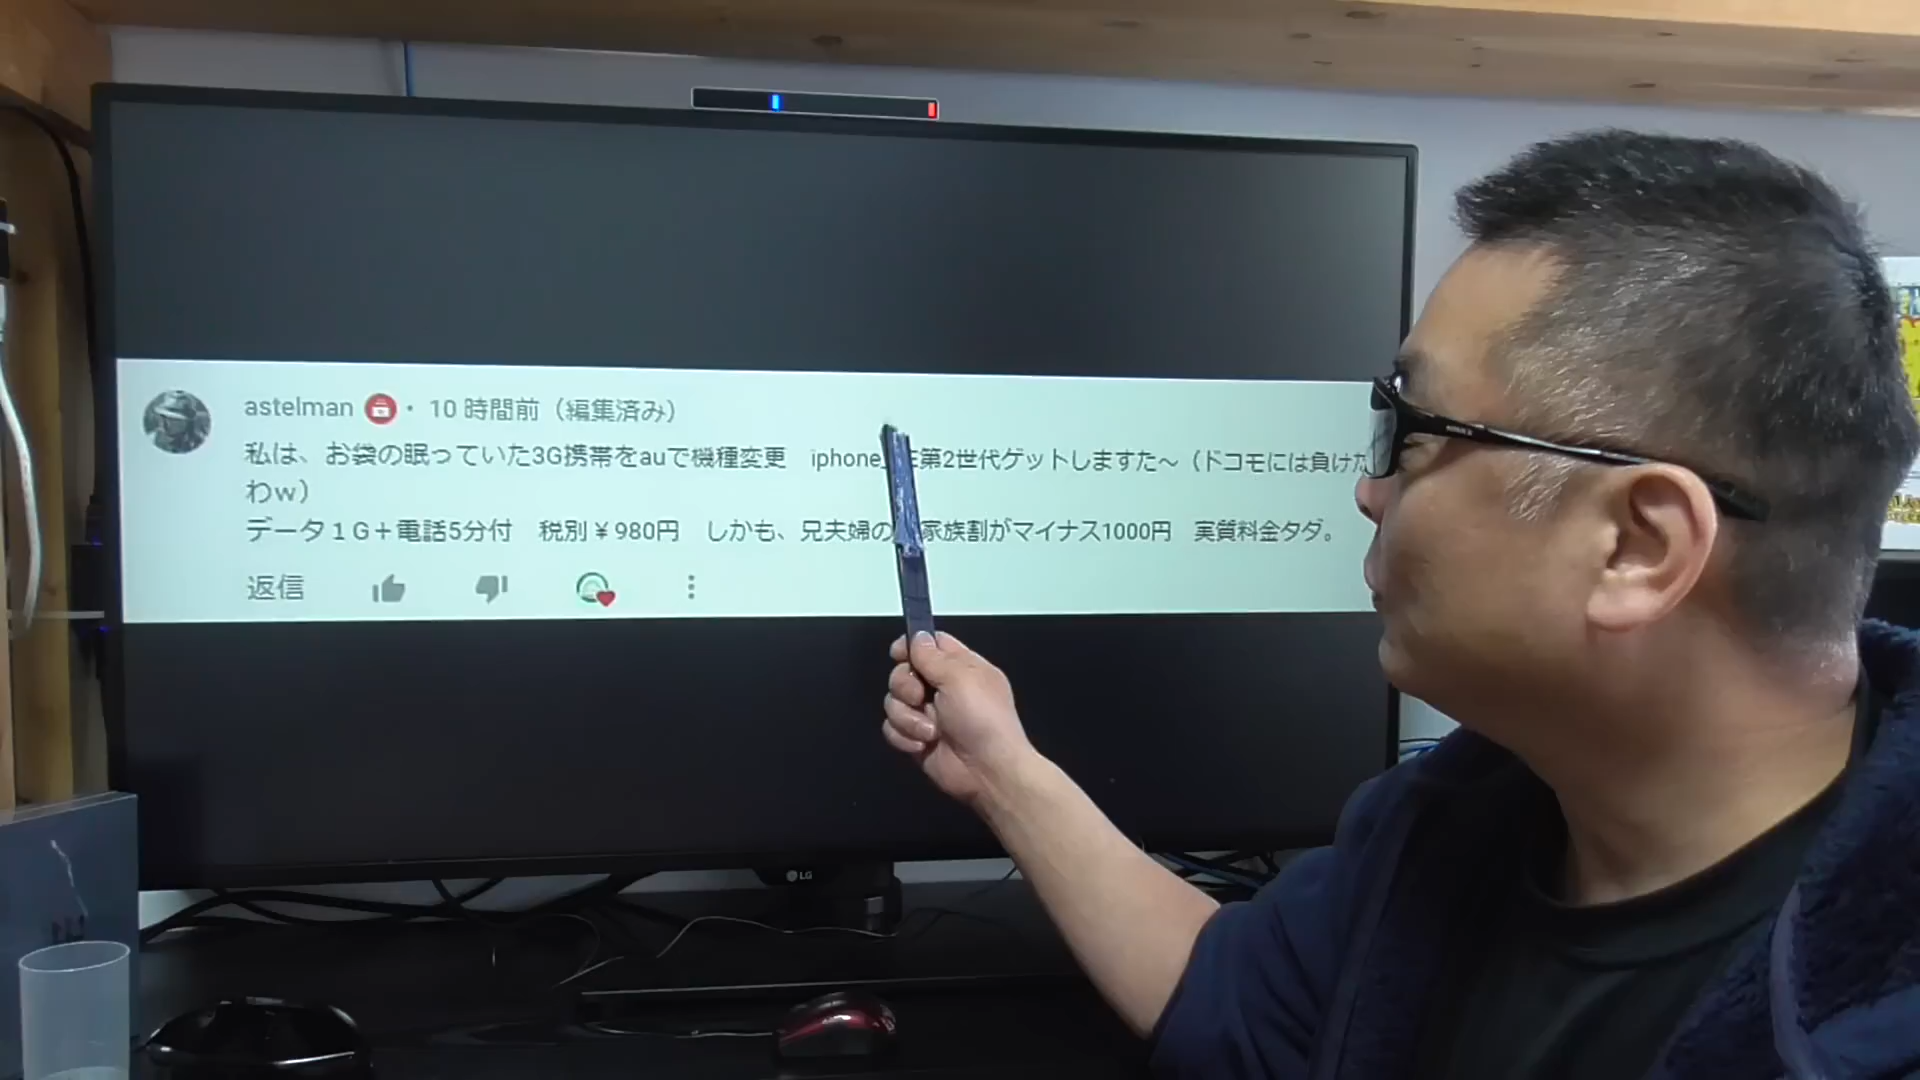 astelman ・ 10 時間前（編集済み）
私は、お袋の眠っていた3G携帯をauで機種変更　iphone 第2世代ゲットしますた～（ドコモには負けた
わｗ）
データ１G＋電話5分付　税別￥980円　しかも、兄夫婦の 家族割がマイナス1000円　実質料金タダ。
返信
LG